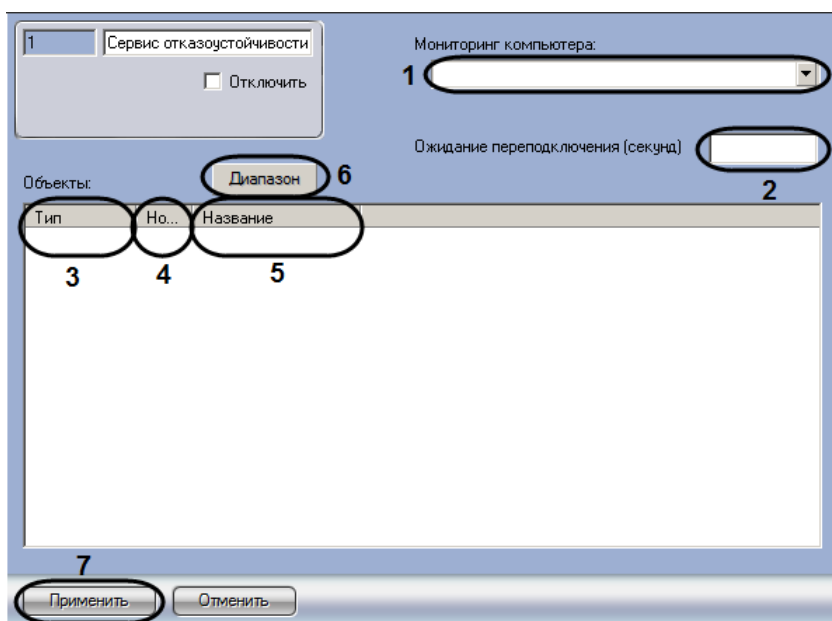 1 Сервис отказоустойчивости
Отключить
Мониторинг компьютера:
1
Ожидание переподключения (секунд)
2
Объекты:
Диапазон 6
Тип Но... Название
3 4 5
7
Применить Отменить